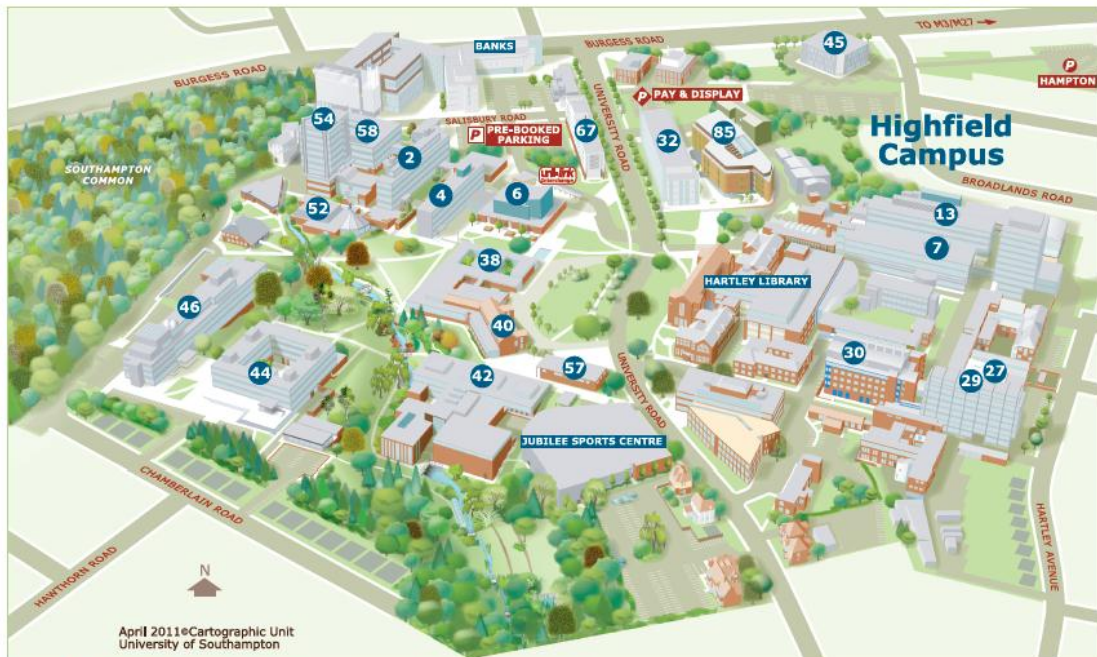 TO M3/M27
BANKS
BURGESS ROAD
45
BURGESS ROAD
P
HAMPTON
P PAY & DISPLAY
UNIVERSITY ROAD
54
58
SALISBURY ROAD
P PRE-BOOKED
PARKING
67
32
85
Highfield
Campus
2
SOUTHAMPTON
COMMON
uni-link
BROADLANDS ROAD
4
6
52
13
7
38
HARTLEY LIBRARY
46
40
30
44
42
57
29
27
UNIVERSITY ROAD
JUBILEE SPORTS CENTRE
CHAMBERLAIN ROAD
HARTLEY AVENUE
HAWTHORN ROAD
N
April 2011©Cartographic Unit
University of Southampton